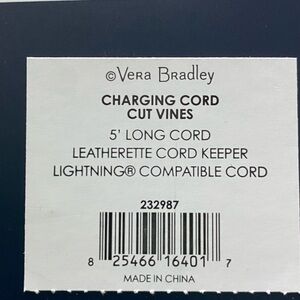 ©Vera Bradley
CHARGING CORD
CUT VINES
5' LONG CORD
LEATHERETTE CORD KEEPER
LIGHTNING® COMPATIBLE CORD
232987
8 25466 16401 7
MADE IN CHINA